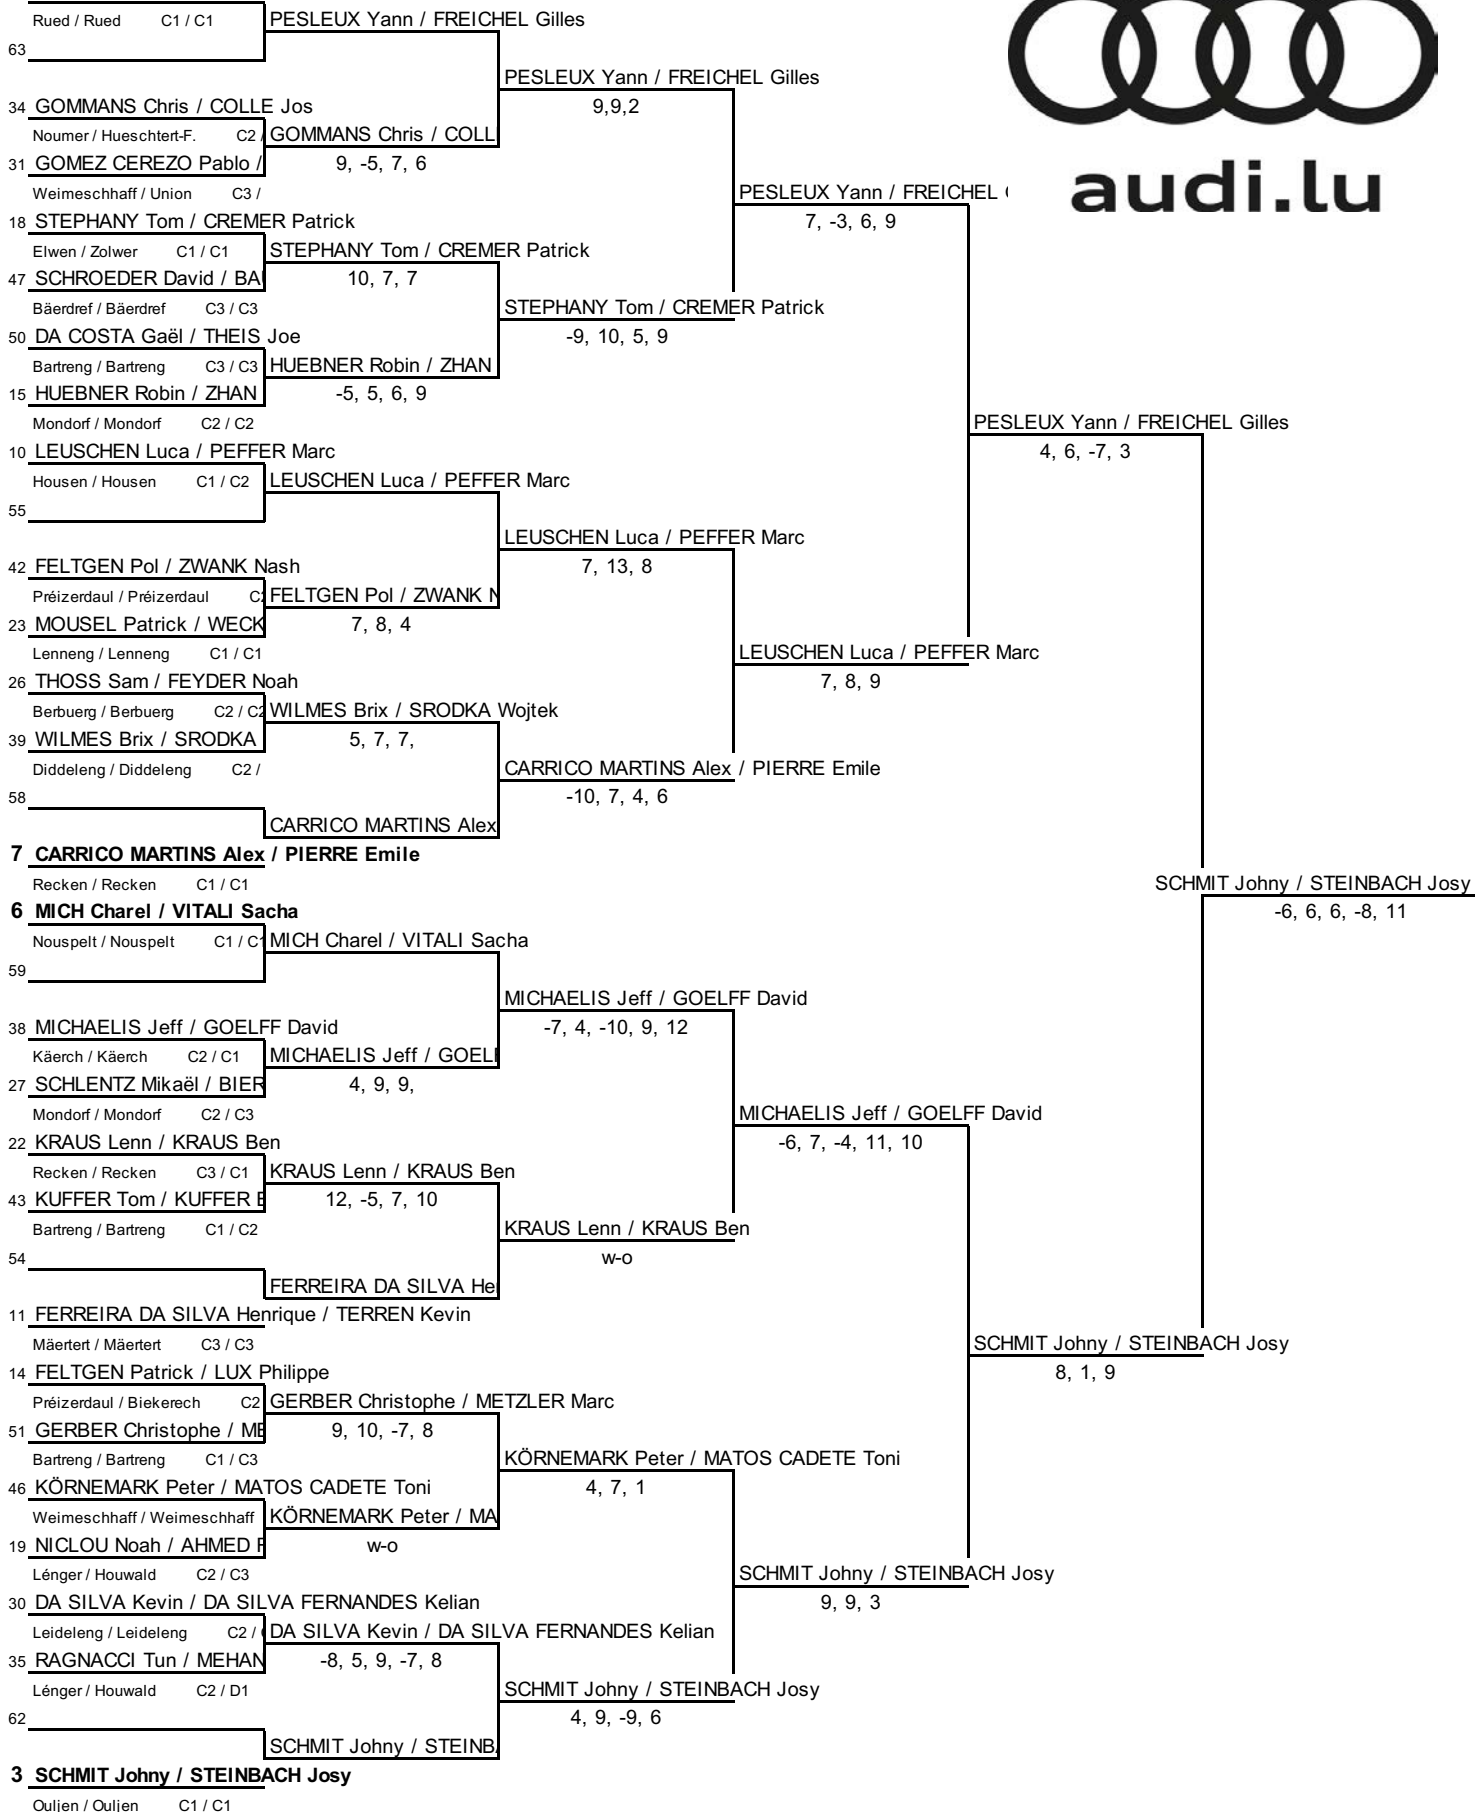 Rued / Rued C1 / C1
PESLEUX Yann / FREICHEL Gilles
63
PESLEUX Yann / FREICHEL Gilles
34 GOMMANS Chris / COLLE Jos
9,9,2
Noumer / Hueschtert-F. C2 /
GOMMANS Chris / COLL
31 GOMEZ CEREZO Pablo /
9, -5, 7, 6
audi.lu
Weimeschhaff / Union C3 /
PESLEUX Yann / FREICHEL
18 STEPHANY Tom / CREMER Patrick
7, -3, 6, 9
Elwen / Zolwer C1 / C1
STEPHANY Tom / CREMER Patrick
47 SCHROEDER David / BA
10, 7, 7
Bäerdref / Bäerdref C3 / C3
STEPHANY Tom / CREMER Patrick
50 DA COSTA Gaël / THEIS Joe
-9, 10, 5, 9
Bartreng / Bartreng C3 / C3
HUEBNER Robin / ZHAN
15 HUEBNER Robin / ZHAN
-5, 5, 6, 9
Mondorf / Mondorf C2 / C2
PESLEUX Yann / FREICHEL Gilles
10 LEUSCHEN Luca / PEFFER Marc
4, 6, -7, 3
Housen / Housen C1 / C2
LEUSCHEN Luca / PEFFER Marc
55
LEUSCHEN Luca / PEFFER Marc
42 FELTGEN Pol / ZWANK Nash
7, 13, 8
Préizerdaul / Préizerdaul C2
FELTGEN Pol / ZWANK N
23 MOUSEL Patrick / WECK
7, 8, 4
Lenneng / Lenneng C1 / C1
LEUSCHEN Luca / PEFFER Marc
26 THOSS Sam / FEYDER Noah
7, 8, 9
Berbuerg / Berbuerg C2 / C2
WILMES Brix / SRODKA Wojtek
39 WILMES Brix / SRODKA
5, 7, 7,
Diddeleng / Diddeleng C2 /
CARRICO MARTINS Alex / PIERRE Emile
58
-10, 7, 4, 6
CARRICO MARTINS Alex
7 CARRICO MARTINS Alex / PIERRE Emile
Recken / Recken C1 / C1
SCHMIT Johny / STEINBACH Josy
6 MICH Charel / VITALI Sacha
-6, 6, 6, -8, 11
Nouspelt / Nouspelt C1 / C1
MICH Charel / VITALI Sacha
59
MICHAELIS Jeff / GOELFF David
38 MICHAELIS Jeff / GOELFF David
-7, 4, -10, 9, 12
Käerch / Käerch C2 / C1
MICHAELIS Jeff / GOELF
27 SCHLENTZ Mikaël / BIER
4, 9, 9,
Mondorf / Mondorf C2 / C3
MICHAELIS Jeff / GOELFF David
22 KRAUS Lenn / KRAUS Ben
-6, 7, -4, 11, 10
Recken / Recken C3 / C1
KRAUS Lenn / KRAUS Ben
43 KUFFER Tom / KUFFER
12, -5, 7, 10
Bartreng / Bartreng C1 / C2
KRAUS Lenn / KRAUS Ben
54
w-o
FERREIRA DA SILVA He
11 FERREIRA DA SILVA Henrique / TERREN Kevin
Mäertert / Mäertert C3 / C3
SCHMIT Johny / STEINBACH Josy
14 FELTGEN Patrick / LUX Philippe
8, 1, 9
Préizerdaul / Biekerech C2
GERBER Christophe / METZLER Marc
51 GERBER Christophe / ME
9, 10, -7, 8
Bartreng / Bartreng C1 / C3
KÖRNEMARK Peter / MATOS CADETE Toni
46 KÖRNEMARK Peter / MATOS CADETE Toni
4, 7, 1
Weimeschhaff / Weimeschhaff
KÖRNEMARK Peter / MA
19 NICLOU Noah / AHMED
w-o
Lénger / Houwald C2 / C3
SCHMIT Johny / STEINBACH Josy
30 DA SILVA Kevin / DA SILVA FERNANDES Kelian
9, 9, 3
Leideleng / Leideleng C2 /
DA SILVA Kevin / DA SILVA FERNANDES Kelian
35 RAGNACCI Tun / MEHAN
-8, 5, 9, -7, 8
Lénger / Houwald C2 / D1
SCHMIT Johny / STEINBACH Josy
62
4, 9, -9, 6
SCHMIT Johny / STEINB
3 SCHMIT Johny / STEINBACH Josy
Ouljen / Ouljen C1 / C1